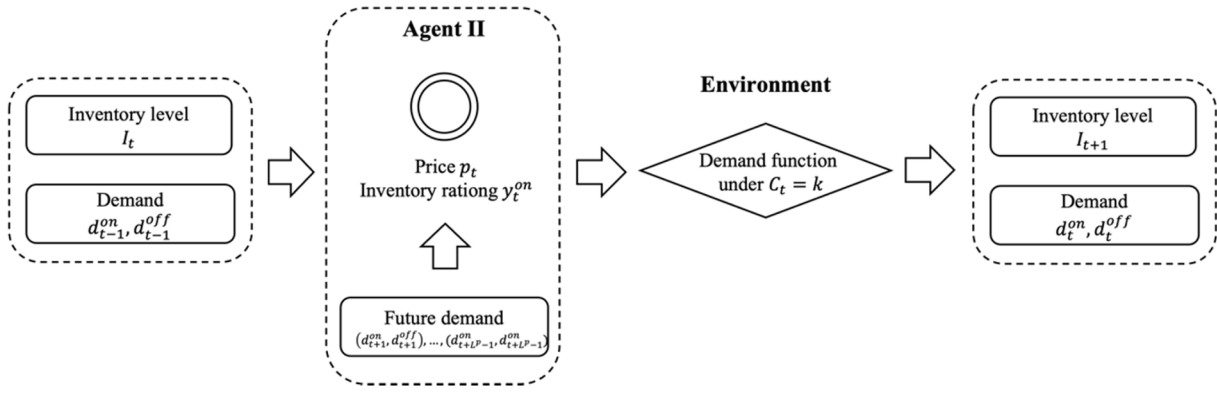 Inventory level
I_t
Demand
d_{t-1}^{on}, d_{t-1}^{off}
Agent II
Price p_t
Inventory rationg y_t^{on}
Future demand
(d_{t+1}^{on}, d_{t+1}^{off}), …, (d_{t+L^p-1}^{on}, d_{t+L^p-1}^{on})
Environment
Demand function
under C_t = k
Inventory level
I_{t+1}
Demand
d_t^{on}, d_t^{off}